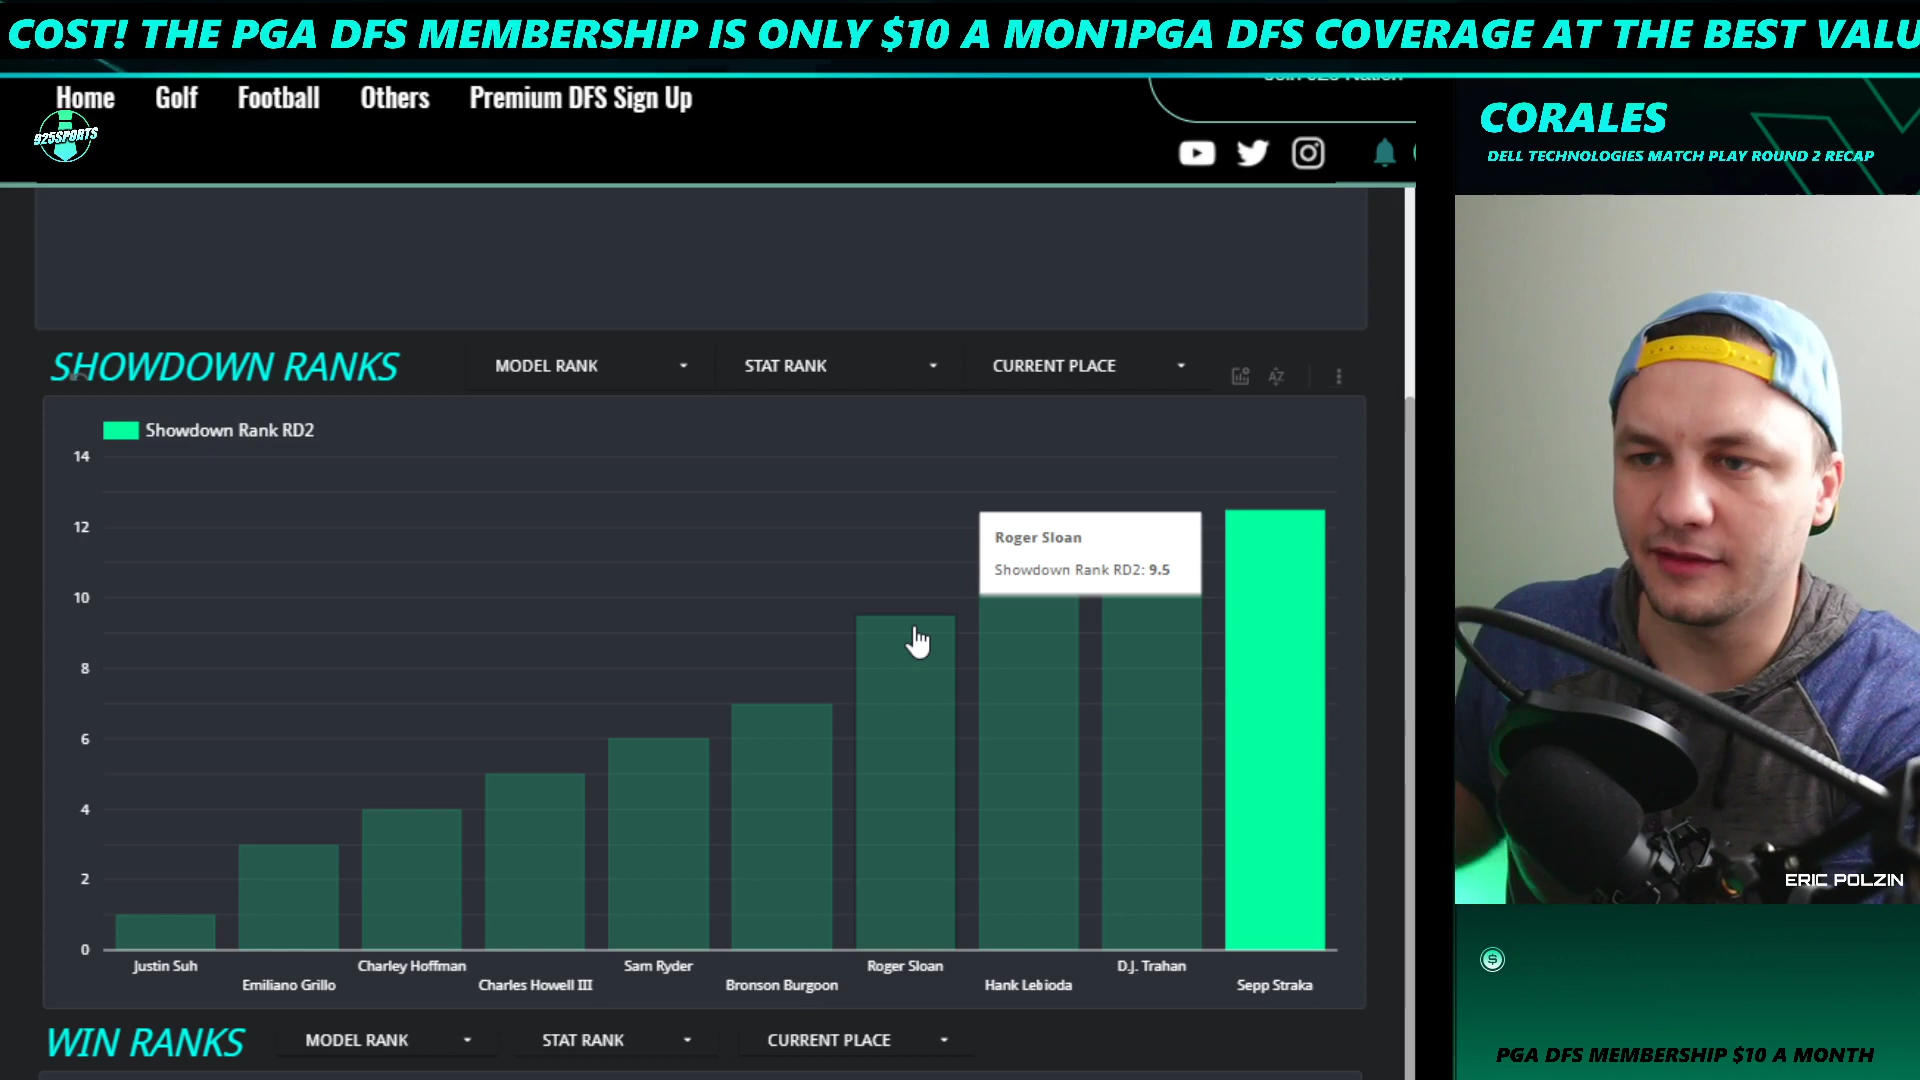 COST! THE PGA DFS MEMBERSHIP IS ONLY $10 A MON
PGA DFS COVERAGE AT THE BEST VALU
Home Golf Football Others Premium DFS Sign Up
925SPORTS
CORALES
DELL TECHNOLOGIES MATCH PLAY ROUND 2 RECAP
SHOWDOWN RANKS MODEL RANK STAT RANK CURRENT PLACE
Showdown Rank RD2
14
12
10
8
6
4
2
0
Roger Sloan
Showdown Rank RD2: 9.5
Justin Suh
Emiliano Grillo
Charley Hoffman
Charles Howell III
Sam Ryder
Bronson Burgoon
Roger Sloan
Hank Lebioda
D.J. Trahan
Sepp Straka
WIN RANKS MODEL RANK STAT RANK CURRENT PLACE
ERIC POLZIN
$
PGA DFS MEMBERSHIP $10 A MONTH